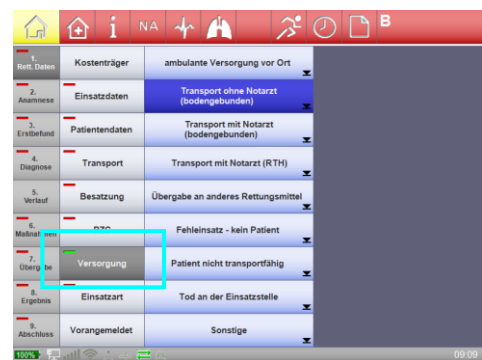 NA
B
1.
Rett. Daten
Kostenträger
ambulante Versorgung vor Ort
2.
Anamnese
Einsatzdaten
Transport ohne Notarzt
(bodengebunden)
3.
Erstbefund
Patientendaten
Transport mit Notarzt
(bodengebunden)
4.
Diagnose
Transport
Transport mit Notarzt (RTH)
5.
Verlauf
Besatzung
Übergabe an anderes Rettungsmittel
6.
Maßnahmen
Fehleinsatz - kein Patient
7.
Übergabe
Versorgung
Patient nicht transportfähig
8.
Ergebnis
Einsatzart
Tod an der Einsatzstelle
9.
Abschluss
Vorangemeldet
Sonstige
100%
09:09